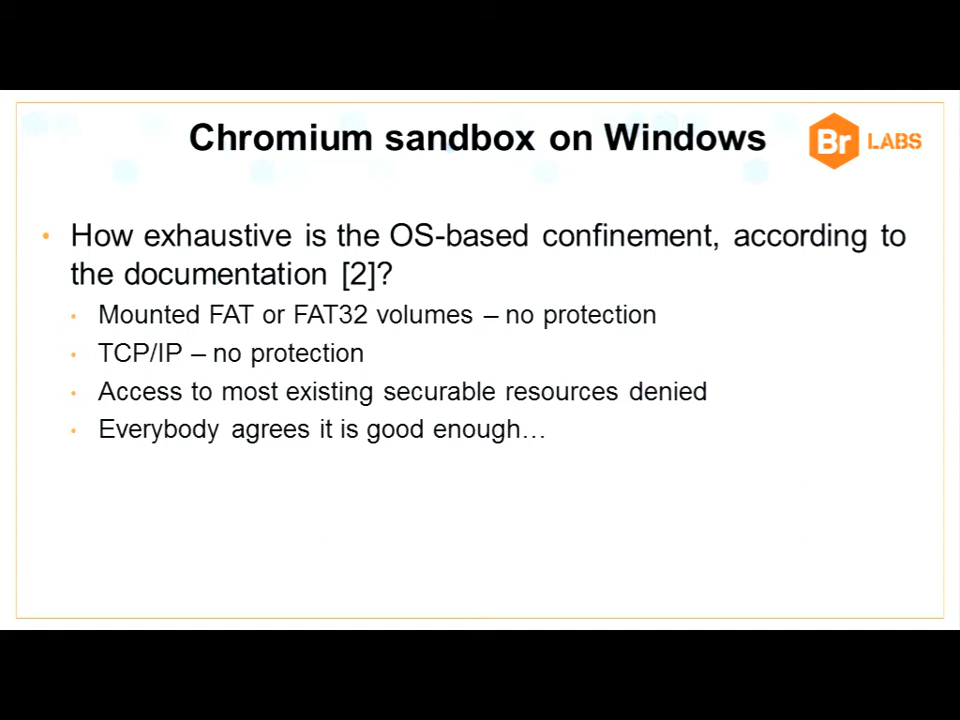 Chromium sandbox on Windows
Br LABS
• How exhaustive is the OS-based confinement, according to
the documentation [2]?
• Mounted FAT or FAT32 volumes – no protection
• TCP/IP – no protection
• Access to most existing securable resources denied
• Everybody agrees it is good enough…